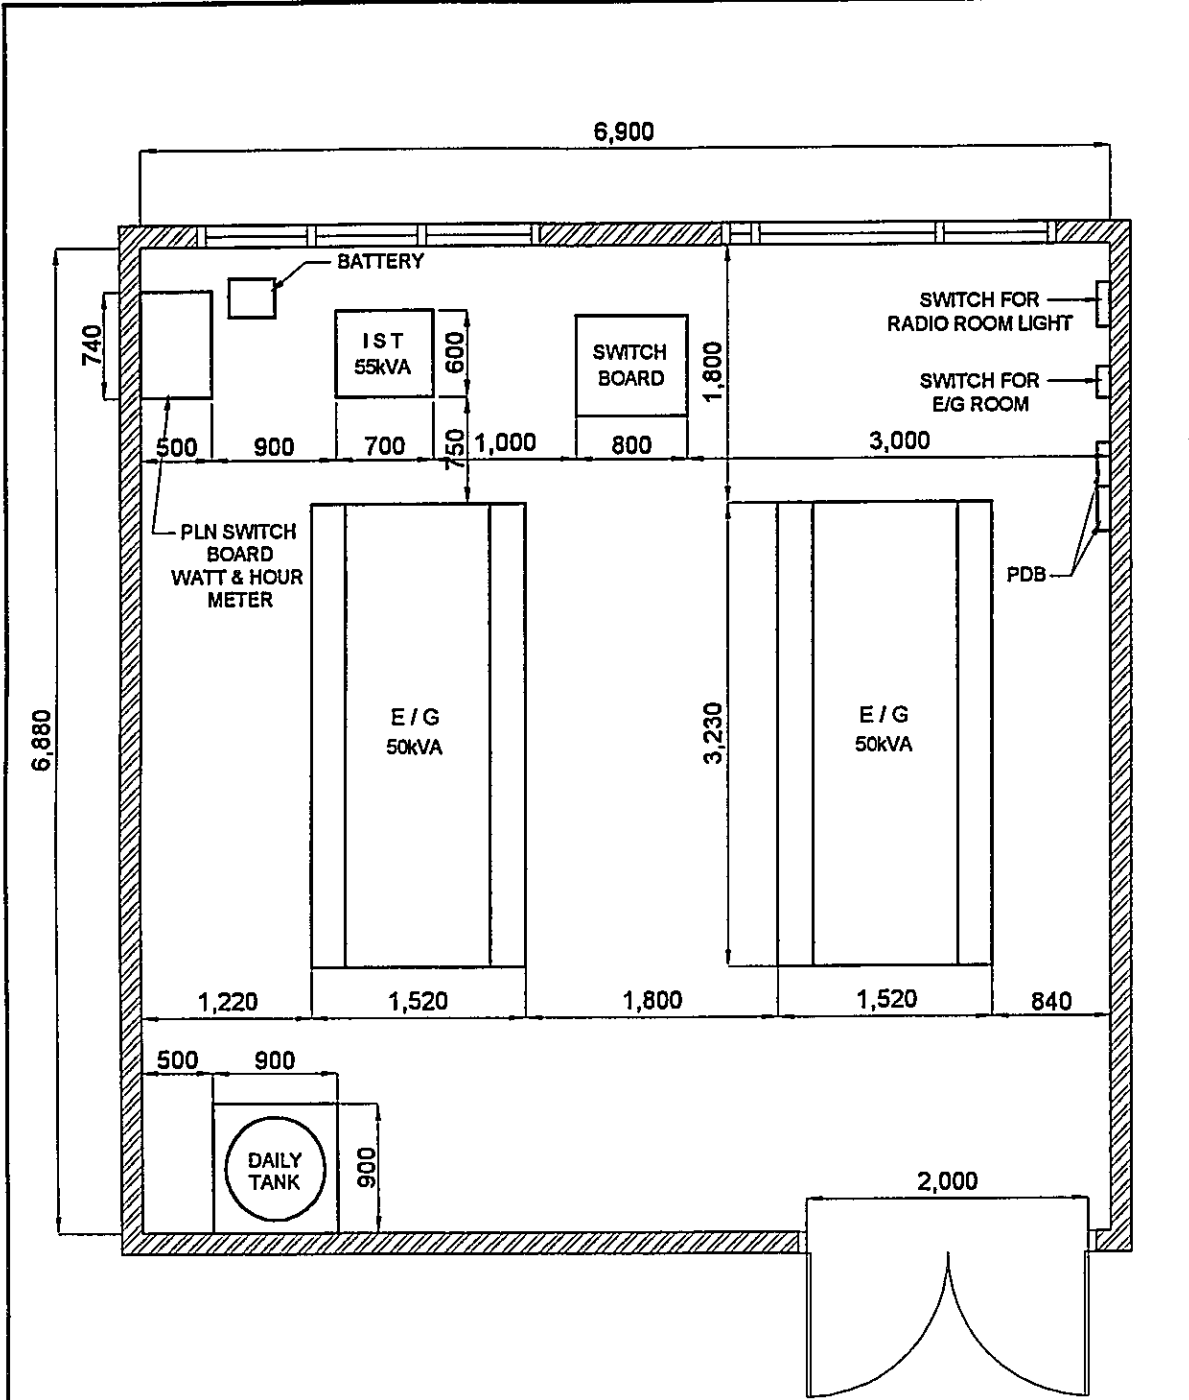 6,900
BATTERY
SWITCH FOR
RADIO ROOM LIGHT
740
I S T
55kVA
600
SWITCH
BOARD
1,800
SWITCH FOR
E/G ROOM
500
900
700
750
1,000
800
3,000
PLN SWITCH
BOARD
WATT & HOUR
METER
PDB
6,880
E / G
50kVA
3,230
E / G
50kVA
1,220
1,520
1,800
1,520
840
500
900
DAILY
TANK
900
2,000